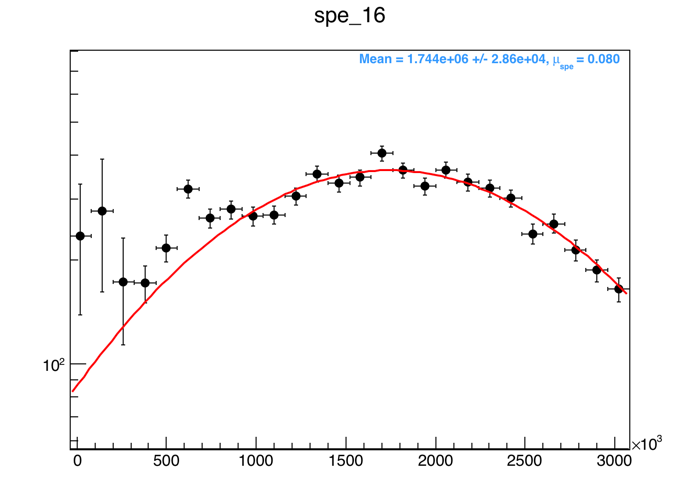 spe_16
Mean = 1.744e+06 +/- 2.86e+04, μspe = 0.080
10²
0 500 1000 1500 2000 2500 3000
×10³